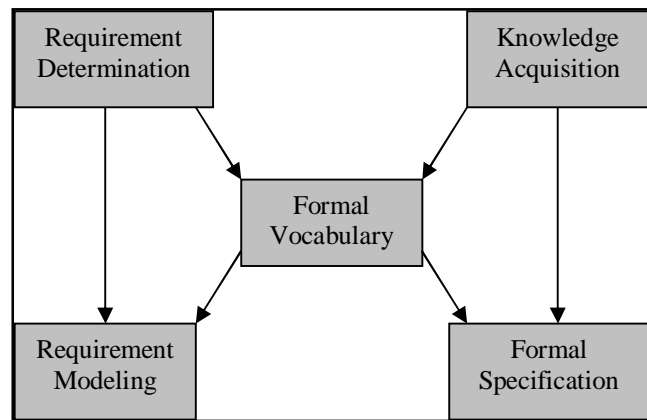 Requirement
Determination
Knowledge
Acquisition
Formal
Vocabulary
Requirement
Modeling
Formal
Specification